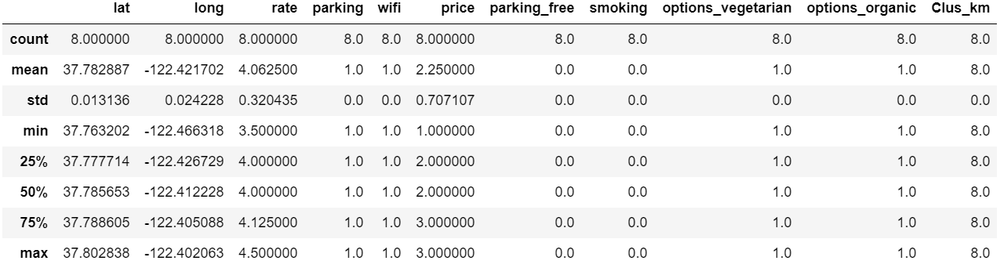 lat long rate parking wifi price parking_free smoking options_vegetarian options_organic Clus_km
count 8.000000 8.000000 8.000000 8.0 8.0 8.000000 8.0 8.0 8.0 8.0 8.0
mean 37.782887 -122.421702 4.062500 1.0 1.0 2.250000 0.0 0.0 1.0 1.0 8.0
std 0.013136 0.024228 0.320435 0.0 0.0 0.707107 0.0 0.0 0.0 0.0 0.0
min 37.763202 -122.466318 3.500000 1.0 1.0 1.000000 0.0 0.0 1.0 1.0 8.0
25% 37.777714 -122.426729 4.000000 1.0 1.0 2.000000 0.0 0.0 1.0 1.0 8.0
50% 37.785653 -122.412228 4.000000 1.0 1.0 2.000000 0.0 0.0 1.0 1.0 8.0
75% 37.788605 -122.405088 4.125000 1.0 1.0 3.000000 0.0 0.0 1.0 1.0 8.0
max 37.802838 -122.402063 4.500000 1.0 1.0 3.000000 0.0 0.0 1.0 1.0 8.0